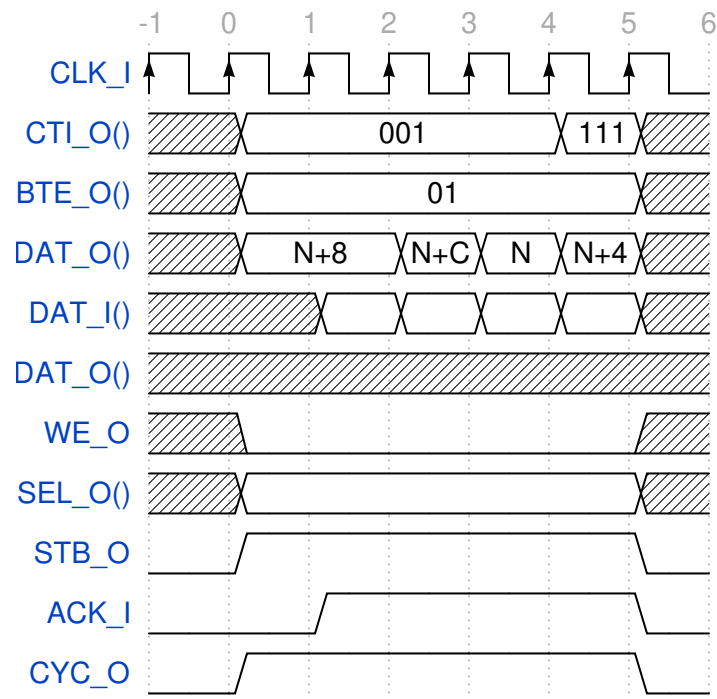 -1 0 1 2 3 4 5 6
CLK_I
CTI_O() 001 111
BTE_O() 01
DAT_O() N+8 N+C N N+4
DAT_I()
DAT_O()
WE_O
SEL_O()
STB_O
ACK_I
CYC_O